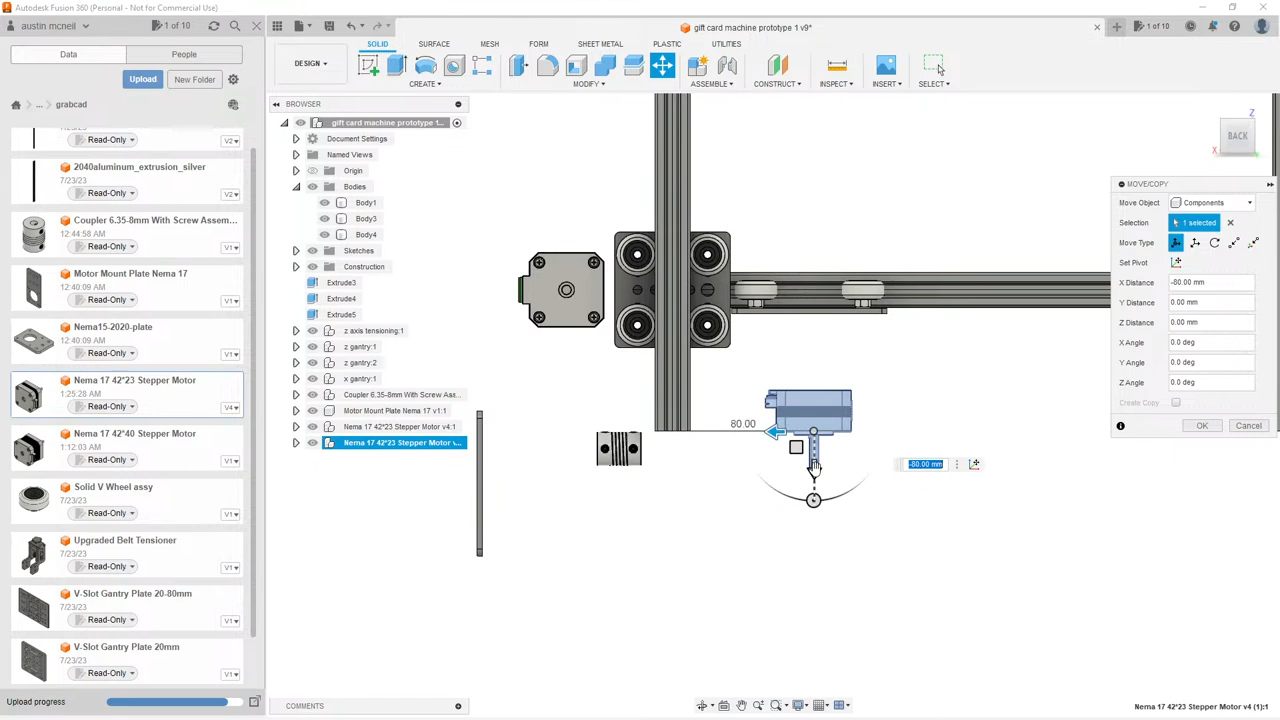 Autodesk Fusion 360 (Personal - Not for Commercial Use)
austin mcneil
1 of 10
gift card machine prototype 1 v9*
1 of 10
Data
People
Upload
New Folder
...
grabcad
Read-Only
V2
2040aluminum_extrusion_silver
7/23/23
Read-Only
V2
Coupler 6.35-8mm With Screw Assem...
12:44:58 AM
Read-Only
V1
Motor Mount Plate Nema 17
12:40:09 AM
Read-Only
V1
Nema15-2020-plate
12:40:09 AM
Read-Only
V1
Nema 17 42*23 Stepper Motor
1:25:28 AM
Read-Only
V4
Nema 17 42*40 Stepper Motor
1:12:03 AM
Read-Only
V1
Solid V Wheel assy
7/23/23
Read-Only
V1
Upgraded Belt Tensioner
7/23/23
Read-Only
V1
V-Slot Gantry Plate 20-80mm
7/23/23
Read-Only
V1
V-Slot Gantry Plate 20mm
7/23/23
Read-Only
V1
Upload progress
DESIGN
SOLID
SURFACE
MESH
FORM
SHEET METAL
PLASTIC
UTILITIES
CREATE
MODIFY
ASSEMBLE
CONSTRUCT
INSPECT
INSERT
SELECT
BROWSER
gift card machine prototype 1...
Document Settings
Named Views
Origin
Bodies
Body1
Body3
Body4
Sketches
Construction
Extrude3
Extrude4
Extrude5
z axis tensioning:1
z gantry:1
z gantry:2
x gantry:1
Coupler 6.35-8mm With Screw Ass...
Motor Mount Plate Nema 17 v1:1
Nema 17 42*23 Stepper Motor v4:1
Nema 17 42*23 Stepper Motor v...
COMMENTS
80.00
-80.00 mm
Z
BACK
X
MOVE/COPY
Move Object
Components
Selection
1 selected
Move Type
Set Pivot
X Distance
-80.00 mm
Y Distance
0.00 mm
Z Distance
0.00 mm
X Angle
0.0 deg
Y Angle
0.0 deg
Z Angle
0.0 deg
Create Copy
OK
Cancel
Nema 17 42*23 Stepper Motor v4 (1):1